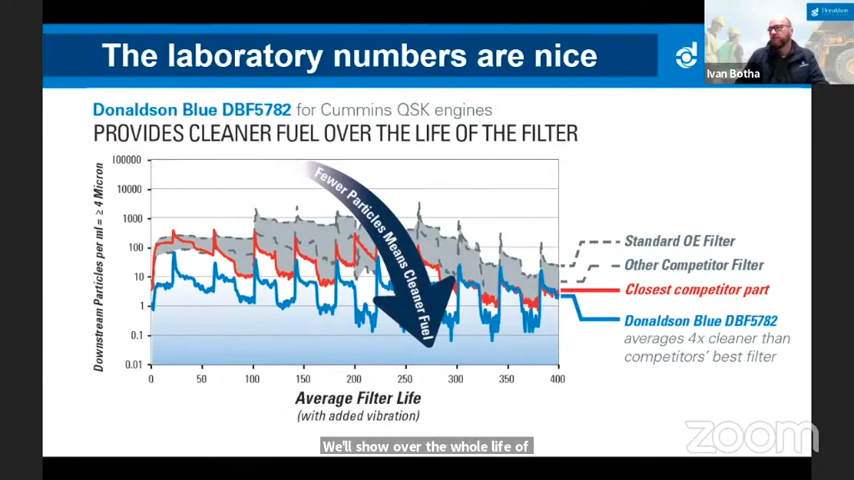 The laboratory numbers are nice
Donaldson
Ivan Botha
Donaldson Blue DBF5782 for Cummins QSK engines
PROVIDES CLEANER FUEL OVER THE LIFE OF THE FILTER
Downstream Particles per ml = ≥ 4 Micron
100000
10000
1000
100
10
1
0.1
0.01
Fewer Particles Means Cleaner Fuel
0 50 100 150 200 250 300 350 400
Average Filter Life
(with added vibration)
Standard OE Filter
Other Competitor Filter
Closest competitor part
Donaldson Blue DBF5782
averages 4x cleaner than
competitors' best filter
We'll show over the whole life of
zoom